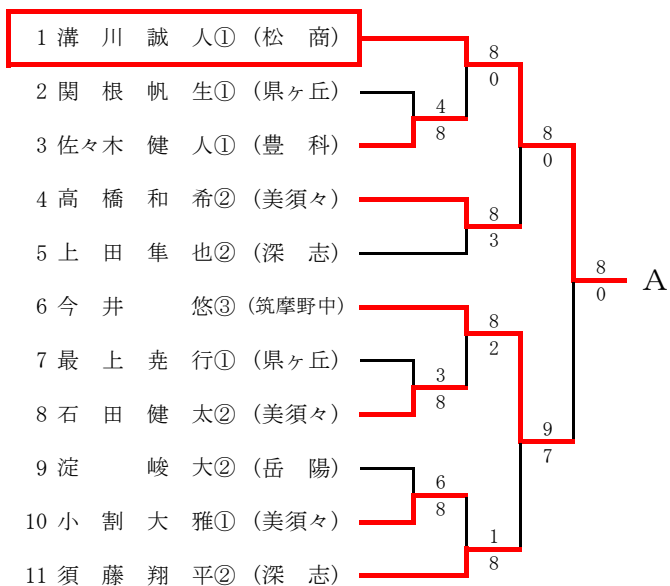 1 溝川誠人① (松商)
2 関根帆生① (県ヶ丘)
3 佐々木健人① (豊科)
4 高橋和希② (美須々)
5 上田隼也② (深志)
6 今井悠③ (筑摩野中)
7 最上尭行① (県ヶ丘)
8 石田健太② (美須々)
9 淀峻大② (岳陽)
10 小割大雅① (美須々)
11 須藤翔平② (深志)
4
8
3
8
6
8
8
0
8
3
8
2
1
8
8
0
9
7
8
0
A